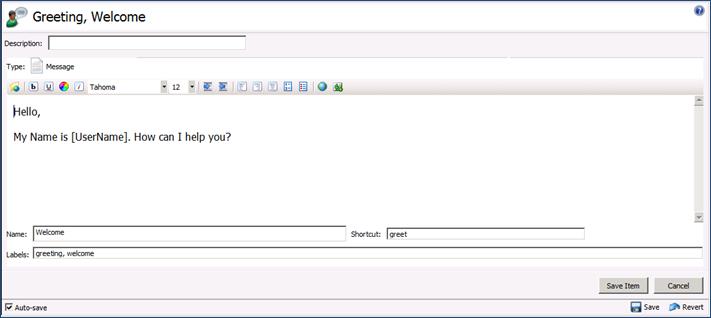 Greeting, Welcome
Description:
Type: Message
b U i Tahoma 12
Hello,
My Name is [UserName]. How can I help you?
Name: Welcome Shortcut: greet
Labels: greeting, welcome
Save Item Cancel
Auto-save Save Revert